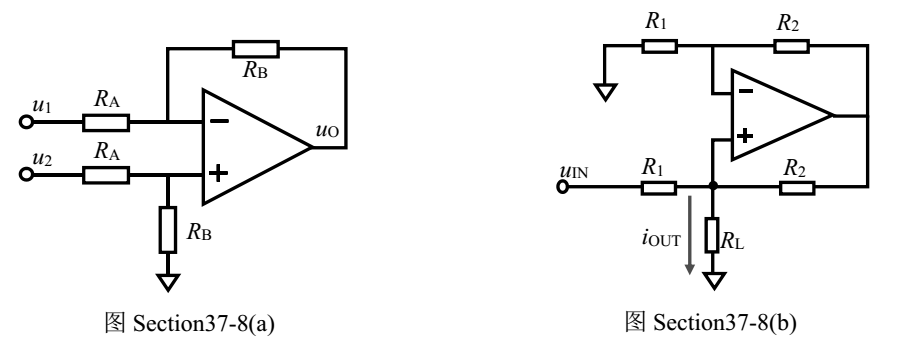 R1
R2
RB
u1
RA
−
uO
u2
RA
+
RB
−
+
uIN
R1
R2
iOUT
RL
图 Section37-8(a)
图 Section37-8(b)